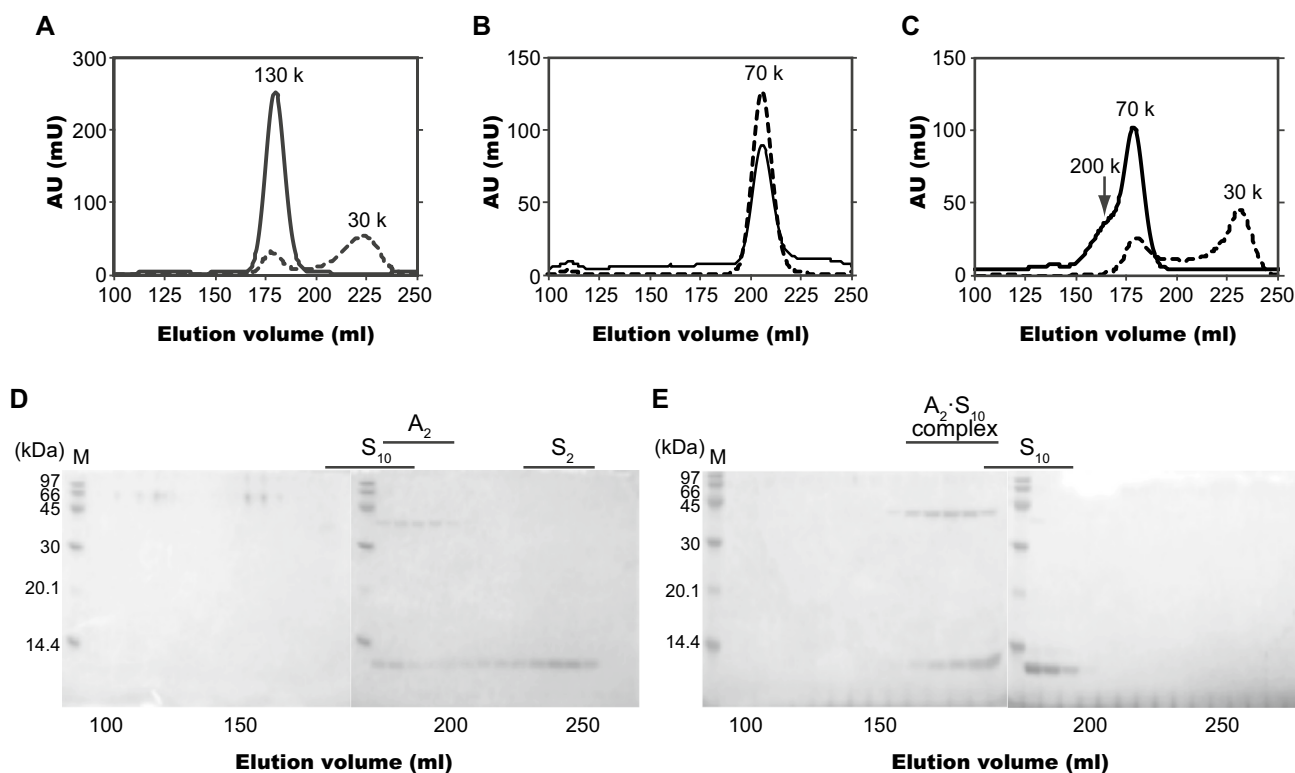 A
B
C
300
200
100
0
AU (mU)
130 k
30 k
100 125 150 175 200 225 250
Elution volume (ml)
150
100
50
0
AU (mU)
70 k
100 125 150 175 200 225 250
Elution volume (ml)
150
100
50
0
AU (mU)
70 k
200 k
30 k
100 125 150 175 200 225 250
Elution volume (ml)
D
A2
(kDa) M S10 S2
97
66
45
30
20.1
14.4
100 150 200 250
Elution volume (ml)
E
A2·S10
complex
(kDa) M S10
97
66
45
30
20.1
14.4
100 150 200 250
Elution volume (ml)